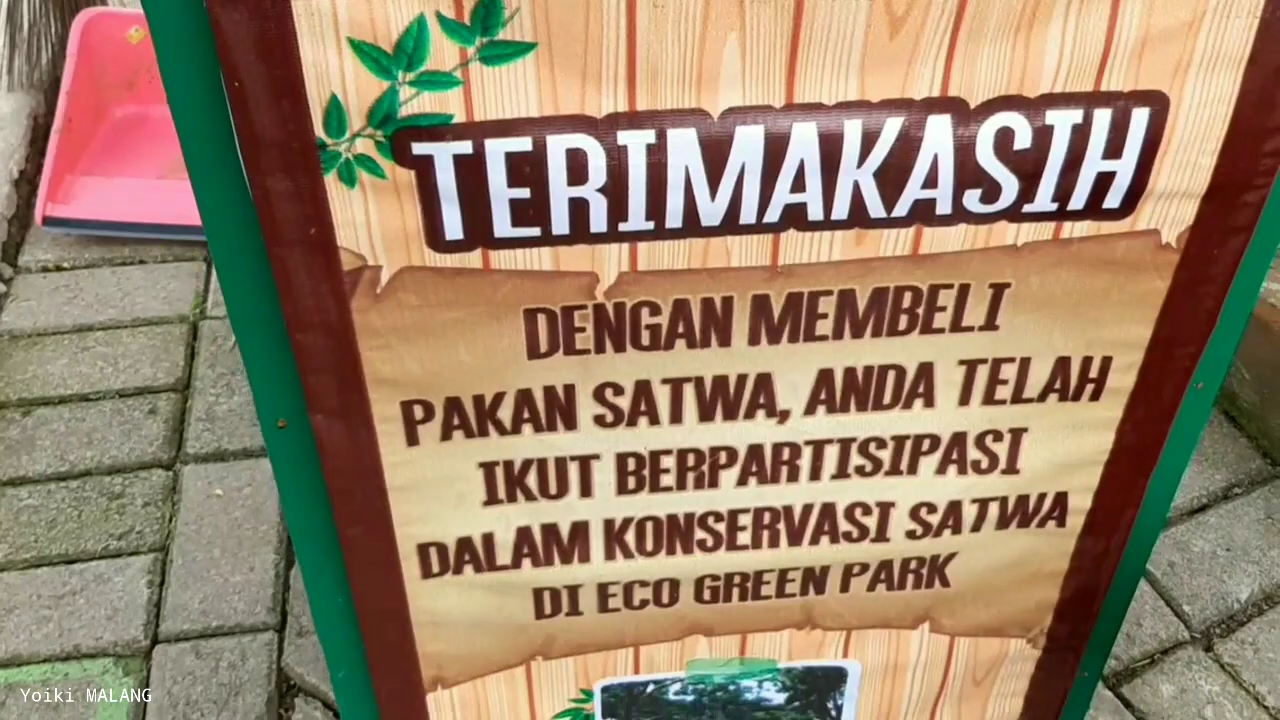 TERIMAKASIH
DENGAN MEMBELI
PAKAN SATWA, ANDA TELAH
IKUT BERPARTISIPASI
DALAM KONSERVASI SATWA
DI ECO GREEN PARK
Yoiki MALANG